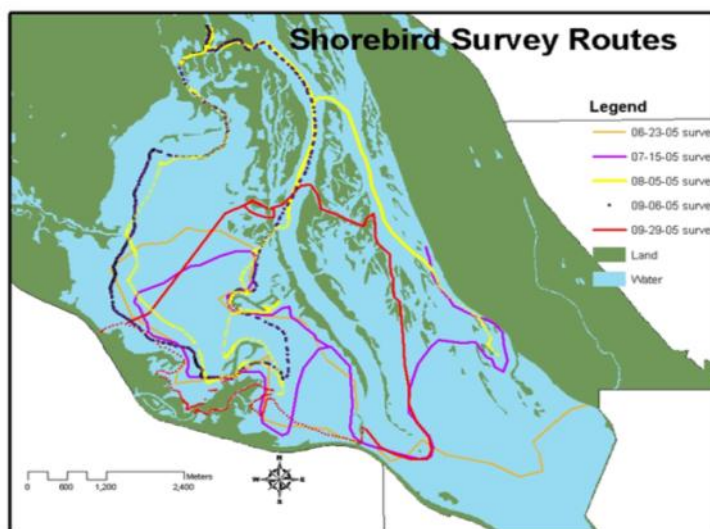 Shorebird Survey Routes
Legend
06-23-05 surve
07-15-05 surve
08-05-05 surve
09-06-05 surve
09-29-05 surve
Land
Water
Meters
0 600 1,200 2,400
N
W E
S